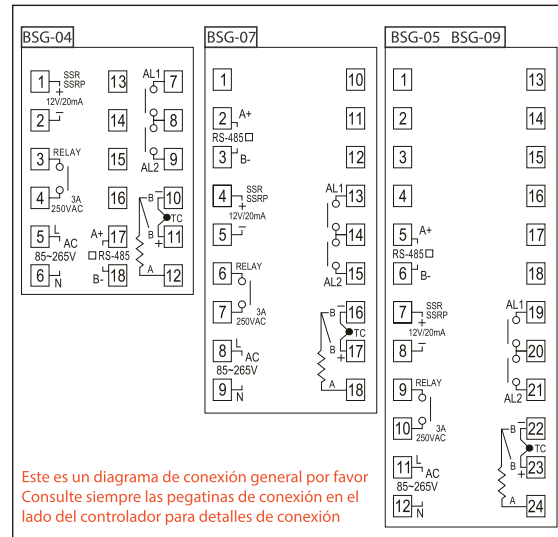 BSG-04
1 SSR SSRP 13 AL1 7
+
12V/20mA
2 - 14 8
3 RELAY 15 AL2 9
4 3A 250VAC 16 B - 10
B TC
5 L AC A+ 17 + 11
85~265V □ RS-485
6 N B- 18 A 12
BSG-07
1 10
2 A+ 11
RS-485 □
3 B- 12
4 SSR SSRP AL1 13
+
12V/20mA
5 - 14
6 RELAY AL2 15
7 3A 250VAC B - 16
TC
8 L AC B + 17
85~265V
9 N A 18
BSG-05 BSG-09
1 13
2 14
3 15
4 16
5 A+ 17
RS-485 □
6 B- 18
7 SSR SSRP AL1 19
+
12V/20mA
8 - 20
9 RELAY AL2 21
10 3A 250VAC B - 22
TC
11 L AC B + 23
85~265V
12 N A 24
Este es un diagrama de conexión general por favor
Consulte siempre las pegatinas de conexión en el
lado del controlador para detalles de conexión